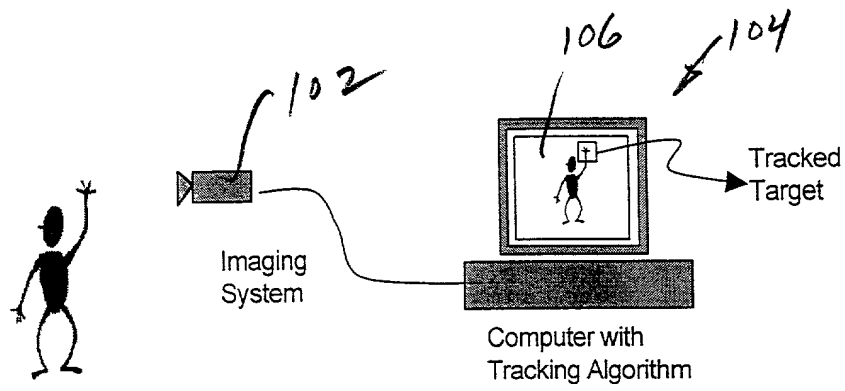 106
104
102
Tracked
Target
Imaging
System
Computer with
Tracking Algorithm